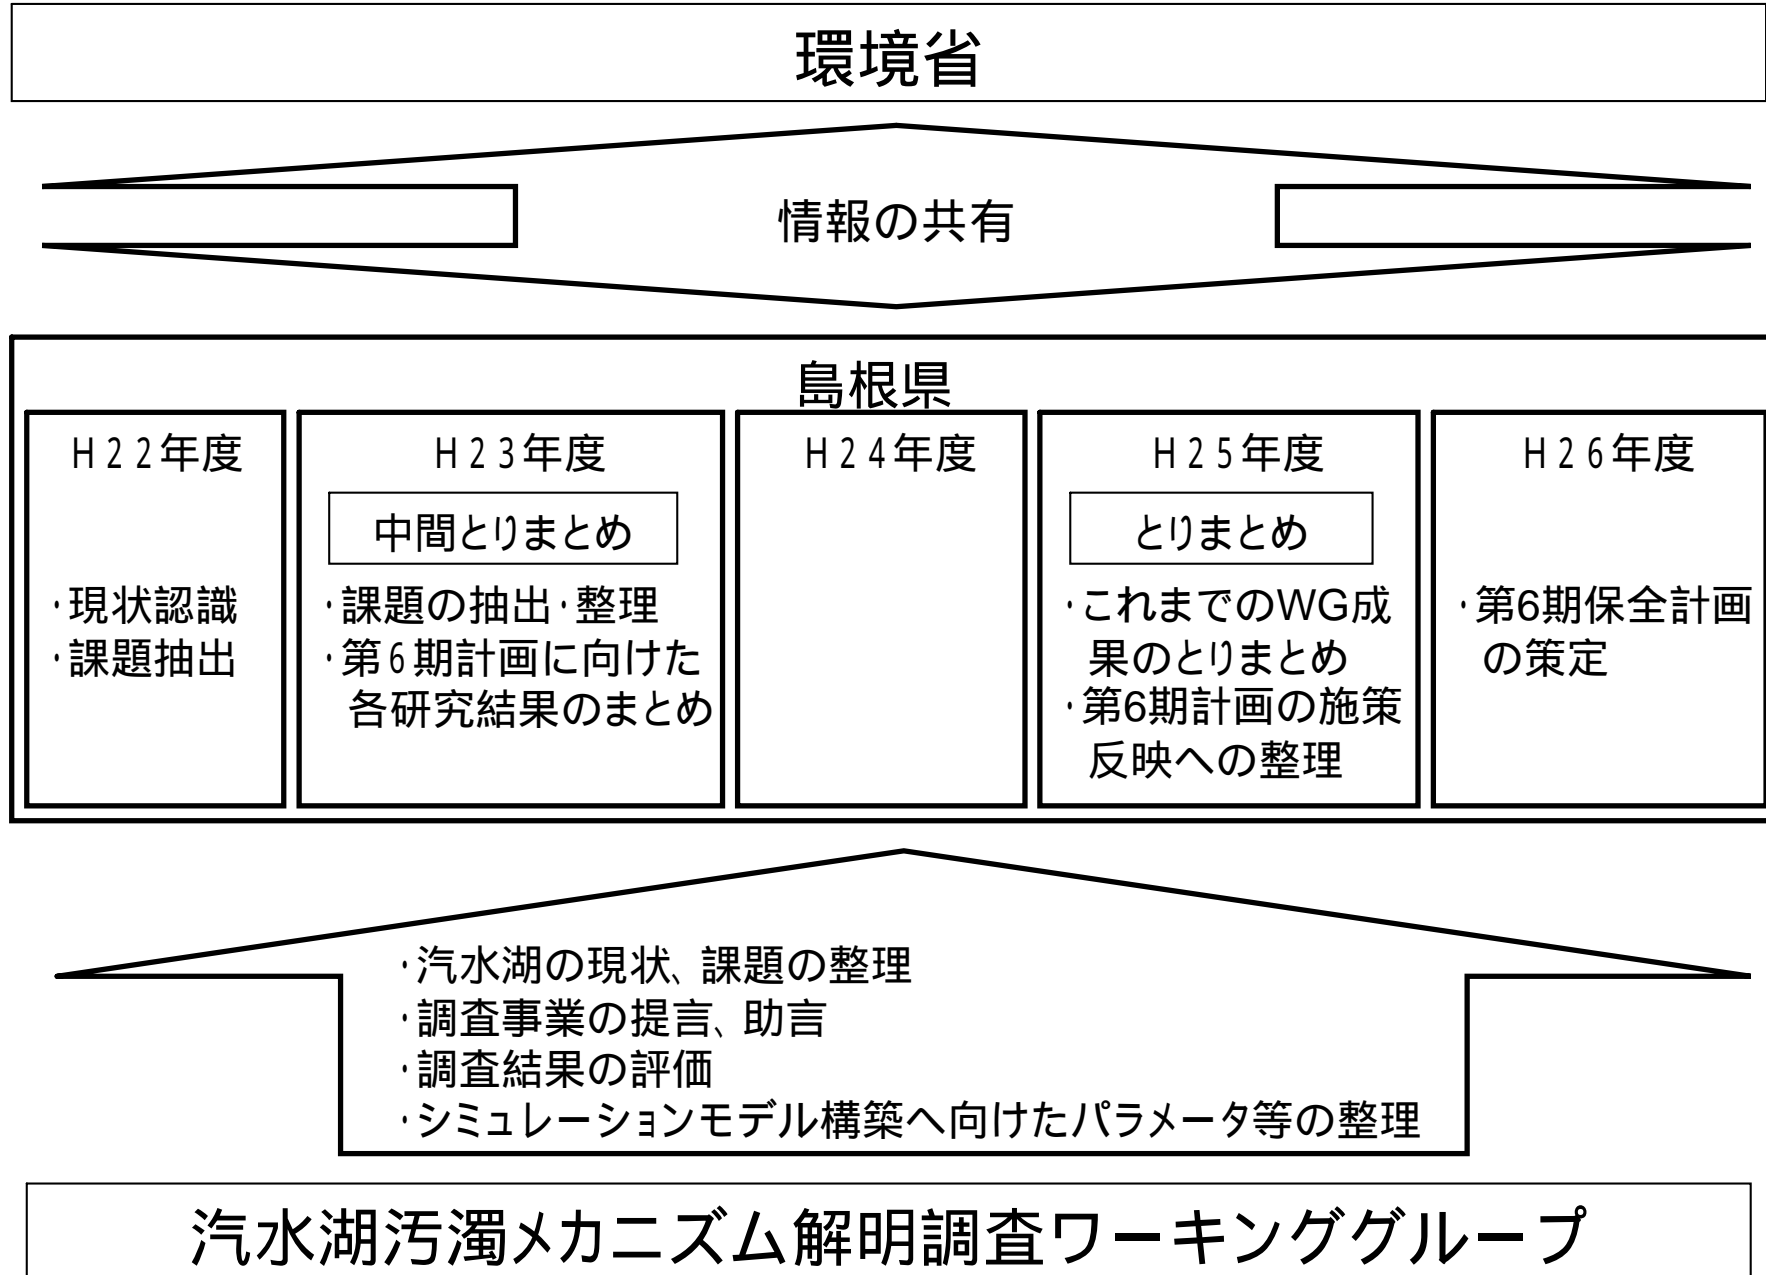 環境省
情報の共有
島根県
H22年度
・現状認識
・課題抽出
H23年度
中間とりまとめ
・課題の抽出・整理
・第6期計画に向けた
各研究結果のまとめ
H24年度
H25年度
とりまとめ
・これまでのWG成
果のとりまとめ
・第6期計画の施策
反映への整理
H26年度
・第6期保全計画
の策定
・汽水湖の現状、課題の整理
・調査事業の提言、助言
・調査結果の評価
・シミュレーションモデル構築へ向けたパラメータ等の整理
汽水湖汚濁メカニズム解明調査ワーキンググループ